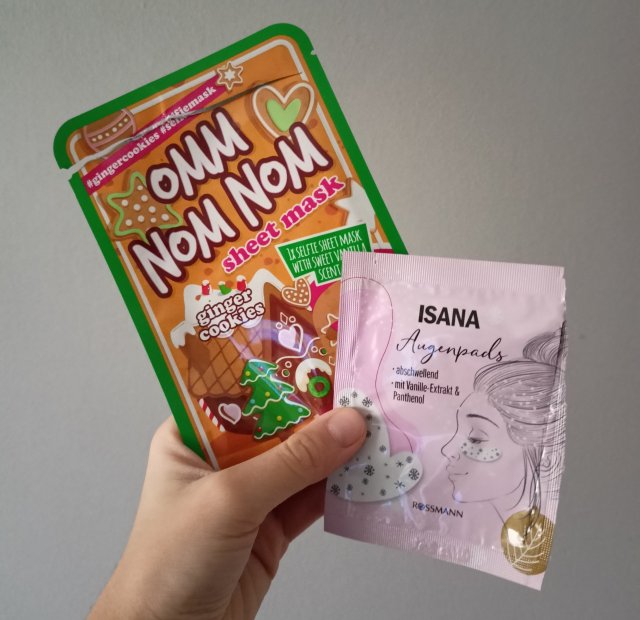 #gingercookies
OMM
NOM NOM
sheet mask
1x SELFIE SHEET MASK
WITH SWEET VANILLA
SCENT
ginger
cookies
ISANA
Augenpads
• abschwellend
• mit Vanille-Extrakt &
Panthenol
ROSSMANN